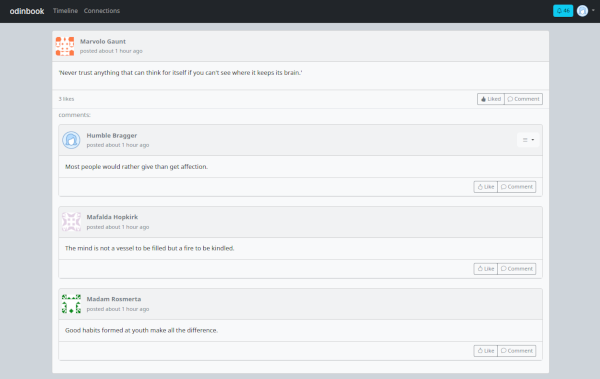 odinbook Timeline Connections 46
Marvolo Gaunt
posted about 1 hour ago
'Never trust anything that can think for itself if you can't see where it keeps its brain.'
3 likes Liked Comment
comments:
Humble Bragger
posted about 1 hour ago
Most people would rather give than get affection.
Like Comment
Mafalda Hopkirk
posted about 1 hour ago
The mind is not a vessel to be filled but a fire to be kindled.
Like Comment
Madam Rosmerta
posted about 1 hour ago
Good habits formed at youth make all the difference.
Like Comment